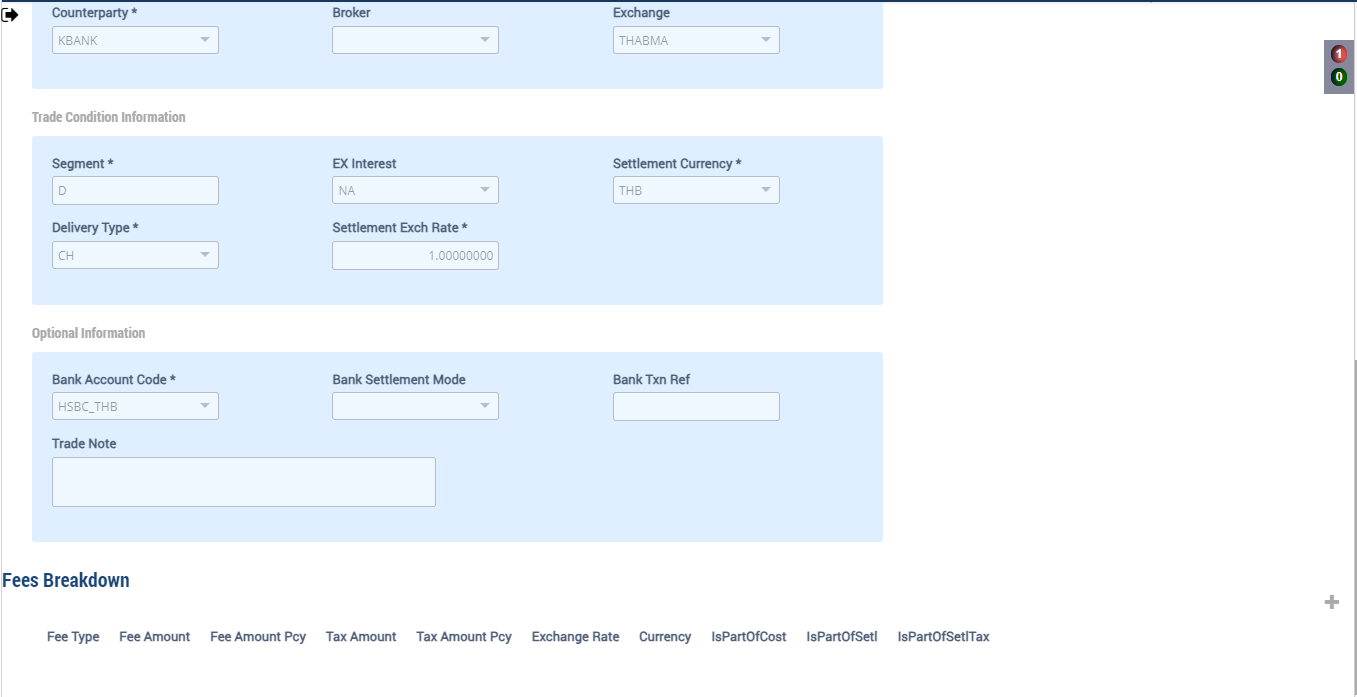 Counterparty * Broker Exchange
KBANK THABMA
1
0
Trade Condition Information
Segment * EX Interest Settlement Currency *
D NA THB
Delivery Type * Settlement Exch Rate *
CH 1.00000000
Optional Information
Bank Account Code * Bank Settlement Mode Bank Txn Ref
HSBC_THB
Trade Note
Fees Breakdown
Fee Type Fee Amount Fee Amount Pcy Tax Amount Tax Amount Pcy Exchange Rate Currency IsPartOfCost IsPartOfSetl IsPartOfSetlTax